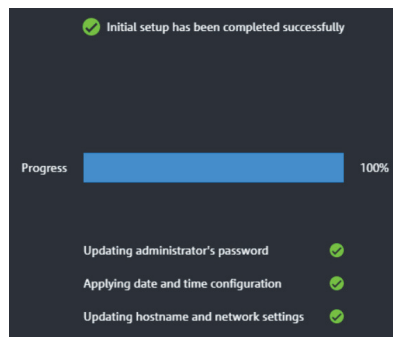 Initial setup has been completed successfully
Progress 100%
Updating administrator's password
Applying date and time configuration
Updating hostname and network settings